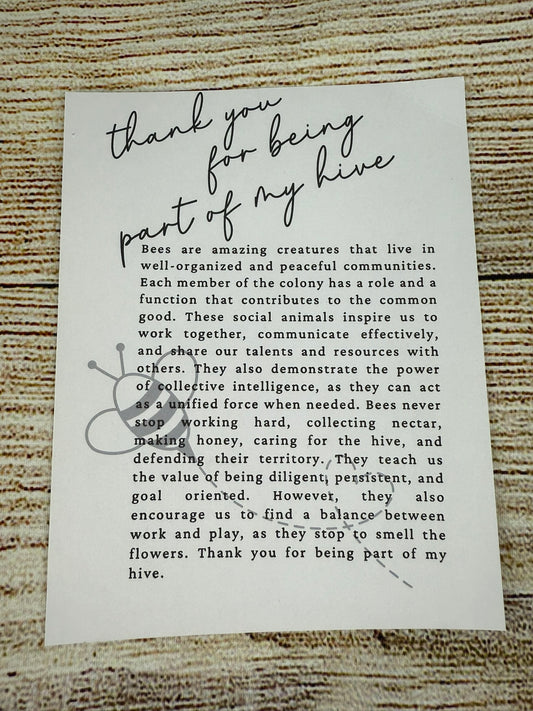 thank you
for being
part of my hive
Bees are amazing creatures that live in
well-organized and peaceful communities.
Each member of the colony has a role and a
function that contributes to the common
good. These social animals inspire us to
work together, communicate effectively,
and share our talents and resources with
others. They also demonstrate the power
of collective intelligence, as they can act
as a unified force when needed. Bees never
stop working hard, collecting nectar,
making honey, caring for the hive, and
defending their territory. They teach us
the value of being diligent, persistent, and
goal oriented. However, they also
encourage us to find a balance between
work and play, as they stop to smell the
flowers. Thank you for being part of my
hive.